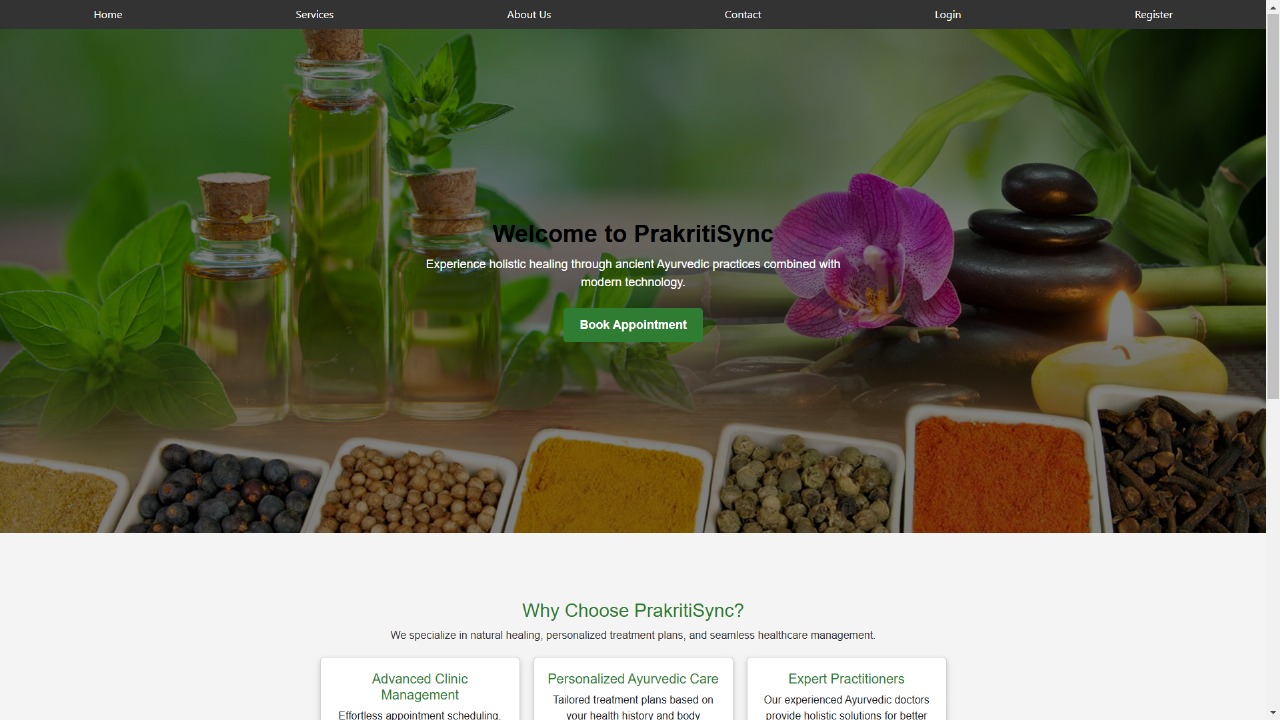 Home
Services
About Us
Contact
Login
Register
Welcome to PrakritiSync
Experience holistic healing through ancient Ayurvedic practices combined with
modern technology.
Book Appointment
Why Choose PrakritiSync?
We specialize in natural healing, personalized treatment plans, and seamless healthcare management.
Advanced Clinic
Management
Effortless appointment scheduling,
Personalized Ayurvedic Care
Tailored treatment plans based on
your health history and body
Expert Practitioners
Our experienced Ayurvedic doctors
provide holistic solutions for better